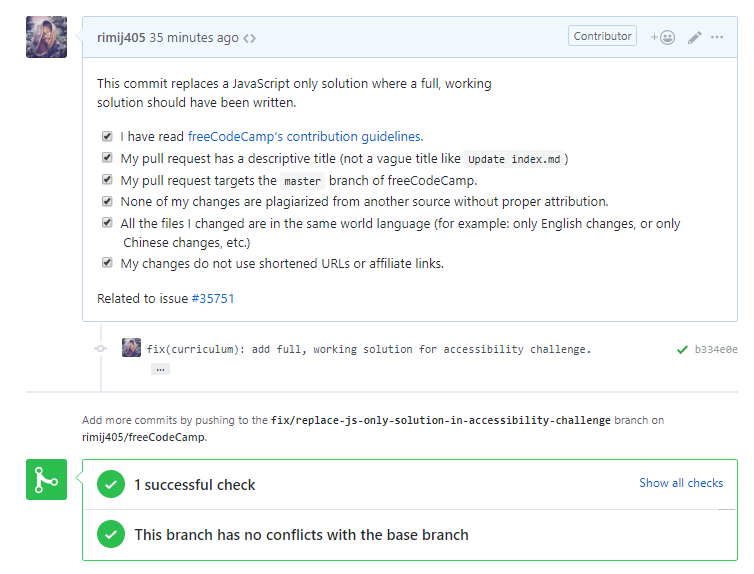 rimij405 35 minutes ago
Contributor
This commit replaces a JavaScript only solution where a full, working
solution should have been written.
I have read freeCodeCamp's contribution guidelines.
My pull request has a descriptive title (not a vague title like Update index.md)
My pull request targets the master branch of freeCodeCamp.
None of my changes are plagiarized from another source without proper attribution.
All the files I changed are in the same world language (for example: only English changes, or only
Chinese changes, etc.)
My changes do not use shortened URLs or affiliate links.
Related to issue #35751
fix(curriculum): add full, working solution for accessibility challenge.
b334e0e
...
Add more commits by pushing to the fix/replace-js-only-solution-in-accessibility-challenge branch on
rimij405/freeCodeCamp.
1 successful check
Show all checks
This branch has no conflicts with the base branch